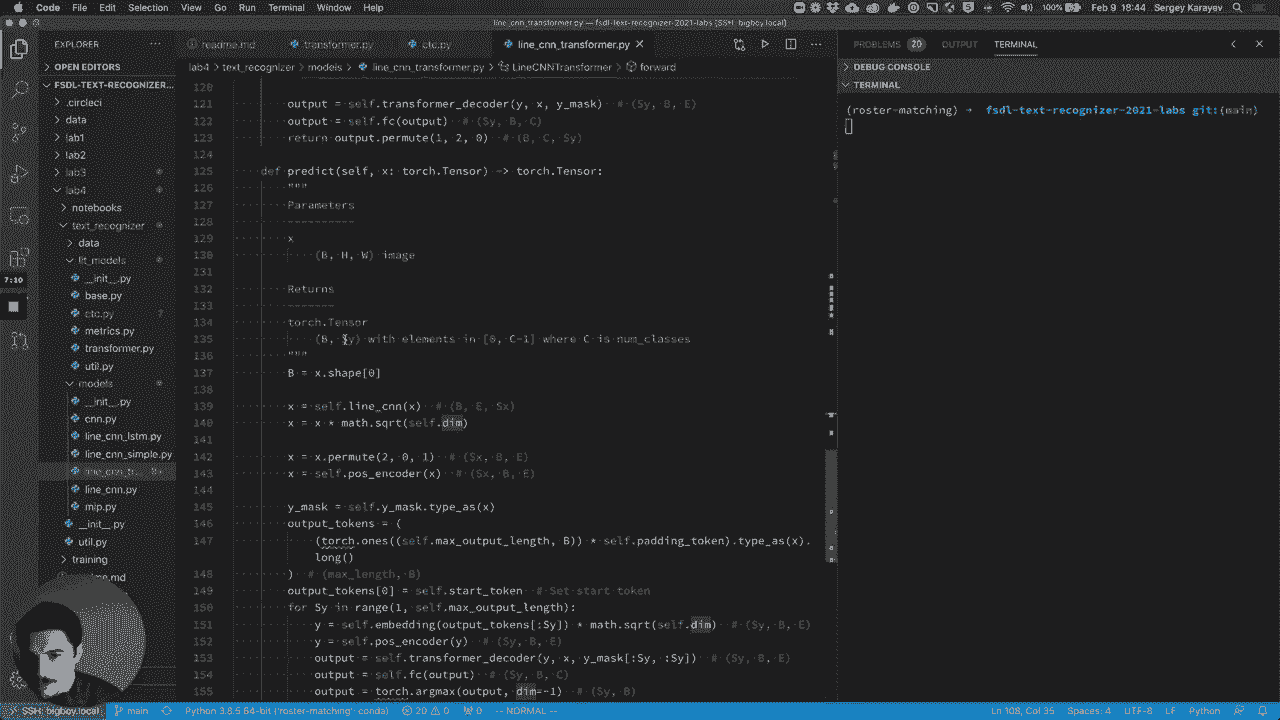 Code File Edit Selection View Go Run Terminal Window Help 100% Feb 9 18:44 Sergey Karayev
line_cnn_transformer.py — fsdl-text-recognizer-2021-labs [SSH: bigboy.local]
EXPLORER
readme.md transformer.py ctc.py line_cnn_transformer.py
PROBLEMS 20 OUTPUT TERMINAL
OPEN EDITORS
lab4 > text_recognizer > models > line_cnn_transformer.py > LineCNNTransformer > forward
DEBUG CONSOLE
FSDL-TEXT-RECOGNIZER...
TERMINAL
.circleci
data
lab1
lab2
lab3
lab4
notebooks
text_recognizer
data
lit_models
__init__.py
base.py
ctc.py 7
metrics.py
transformer.py
util.py
models
__init__.py
cnn.py
line_cnn_lstm.py
line_cnn_simple.py
line_cnn.py
mlp.py
__init__.py
util.py
training
7:10
120
121 output = self.transformer_decoder(y, x, y_mask) # (Sy, B, E)
122 output = self.fc(output) # (Sy, B, C)
123 return output.permute(1, 2, 0) # (B, C, Sy)
124
125 def predict(self, x: torch.Tensor) -> torch.Tensor:
126 """
127 Parameters
128 ----------
129 x
130 (B, H, W) image
131
132 Returns
133 -------
134 torch.Tensor
135 (B, Sy) with elements in [0, C-1] where C is num_classes
136 """
137 B = x.shape[0]
138
139 x = self.line_cnn(x) # (B, E, Sx)
140 x = x * math.sqrt(self.dim)
141
142 x = x.permute(2, 0, 1) # (Sx, B, E)
143 x = self.pos_encoder(x) # (Sx, B, E)
144
145 y_mask = self.y_mask.type_as(x)
146 output_tokens = (
147 (torch.ones((self.max_output_length, B)) * self.padding_token).type_as(x).
long()
148 ) # (max_length, B)
149 output_tokens[0] = self.start_token # Set start token
150 for Sy in range(1, self.max_output_length):
151 y = self.embedding(output_tokens[:Sy]) * math.sqrt(self.dim) # (Sy, B, E)
152 y = self.pos_encoder(y) # (Sy, B, E)
153 output = self.transformer_decoder(y, x, y_mask[:Sy, :Sy]) # (Sy, B, E)
154 output = self.fc(output) # (Sy, B, C)
155 output = torch.argmax(output, dim=-1) # (Sy, B)
(roster-matching) → fsdl-text-recognizer-2021-labs git:(main)
SSH: bigboy.local main Python 3.8.5 64-bit ('roster-matching': conda) 20 0 0 -- NORMAL -- Ln 108, Col 35 Spaces: 4 UTF-8 LF Python